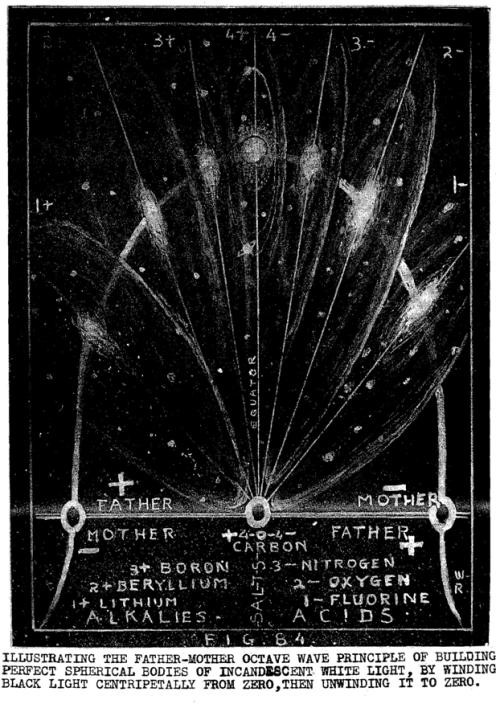 2+ 3+ 4+ 4- 3- 2-
1+ 1-
EQUATOR
+ -
FATHER MOTHER
MOTHER +4-0-4- FATHER
- CARBON +
3+ BORON 3- NITROGEN
2+ BERYLLIUM 2- OXYGEN
1+ LITHIUM 1- FLUORINE
ALKALIES. SALTS ACIDS.
W.R
FIG 84.
ILLUSTRATING THE FATHER-MOTHER OCTAVE WAVE PRINCIPLE OF BUILDING
PERFECT SPHERICAL BODIES OF INCANDESCENT WHITE LIGHT, BY WINDING
BLACK LIGHT CENTRIPETALLY FROM ZERO,THEN UNWINDING IT TO ZERO.